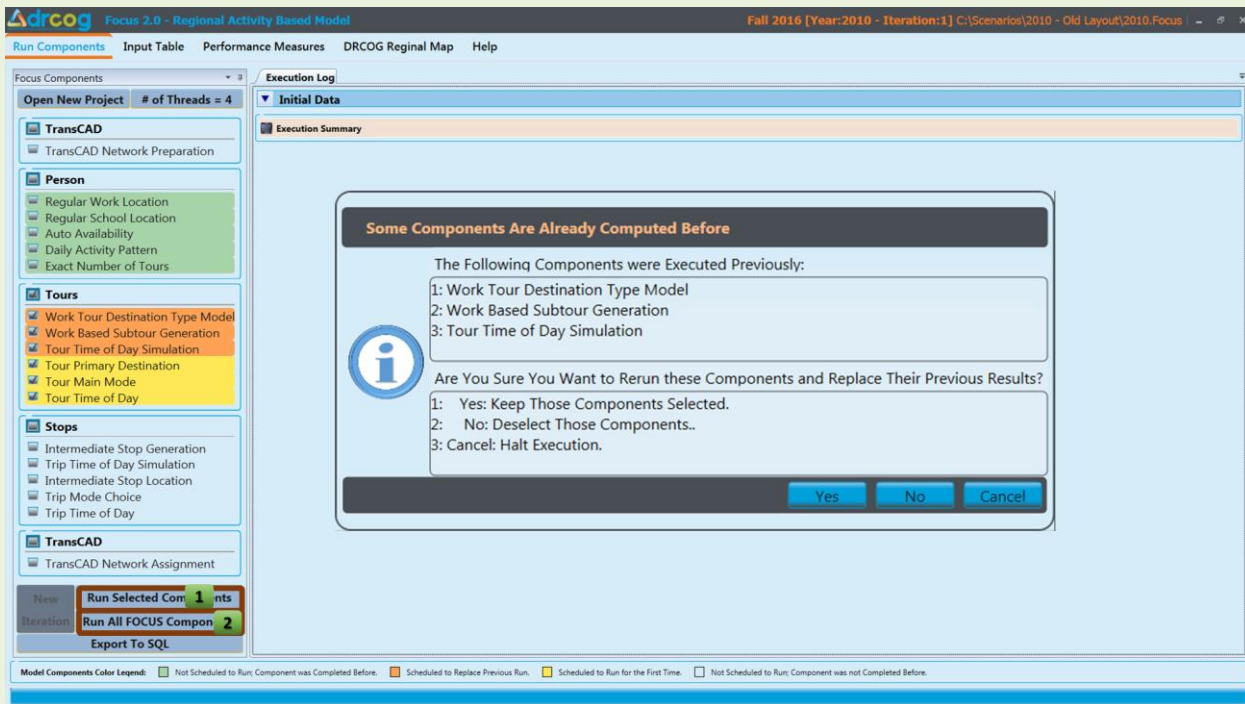 drcog Focus 2.0 - Regional Activity Based Model
Fall 2016 [Year:2010 - Iteration:1] C:\Scenarios\2010 - Old Layout\2010.Focus
Run Components Input Table Performance Measures DRCOG Reginal Map Help
Focus Components
Execution Log
Open New Project # of Threads = 4
Initial Data
Execution Summary
TransCAD
TransCAD Network Preparation
Person
Regular Work Location
Regular School Location
Auto Availability
Daily Activity Pattern
Exact Number of Tours
Tours
Work Tour Destination Type Model
Work Based Subtour Generation
Tour Time of Day Simulation
Tour Primary Destination
Tour Main Mode
Tour Time of Day
Stops
Intermediate Stop Generation
Trip Time of Day Simulation
Intermediate Stop Location
Trip Mode Choice
Trip Time of Day
TransCAD
TransCAD Network Assignment
New Iteration
Run Selected Com 1 nts
Run All FOCUS Compon 2
Export To SQL
Some Components Are Already Computed Before
The Following Components were Executed Previously:
1: Work Tour Destination Type Model
2: Work Based Subtour Generation
3: Tour Time of Day Simulation
Are You Sure You Want to Rerun these Components and Replace Their Previous Results?
1: Yes: Keep Those Components Selected.
2: No: Deselect Those Components..
3: Cancel: Halt Execution.
Yes No Cancel
Model Components Color Legend: Not Scheduled to Run; Component was Completed Before. Scheduled to Replace Previous Run. Scheduled to Run for the First Time. Not Scheduled to Run; Component was not Completed Before.